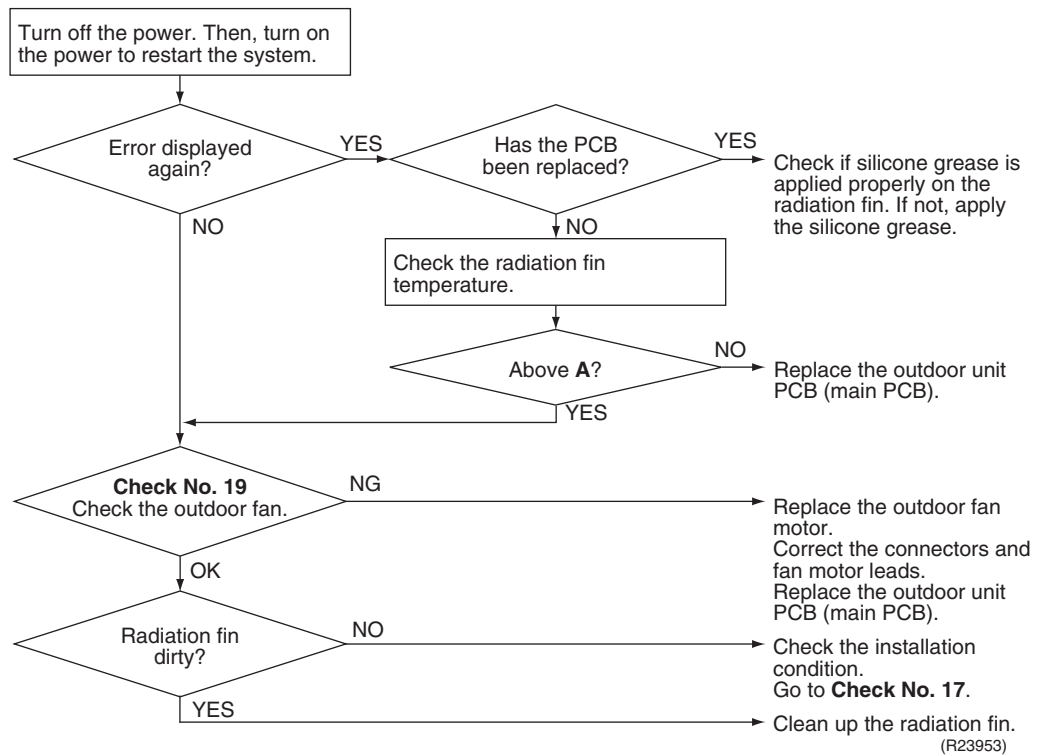 Turn off the power. Then, turn on
the power to restart the system.
Error displayed
again?
YES
Has the PCB
been replaced?
YES
Check if silicone grease is
applied properly on the
radiation fin. If not, apply
the silicone grease.
NO
NO
Check the radiation fin
temperature.
Above A?
NO
Replace the outdoor unit
PCB (main PCB).
YES
Check No. 19
Check the outdoor fan.
NG
Replace the outdoor fan
motor.
Correct the connectors and
fan motor leads.
Replace the outdoor unit
PCB (main PCB).
OK
Radiation fin
dirty?
NO
Check the installation
condition.
Go to Check No. 17.
YES
Clean up the radiation fin.
(R23953)